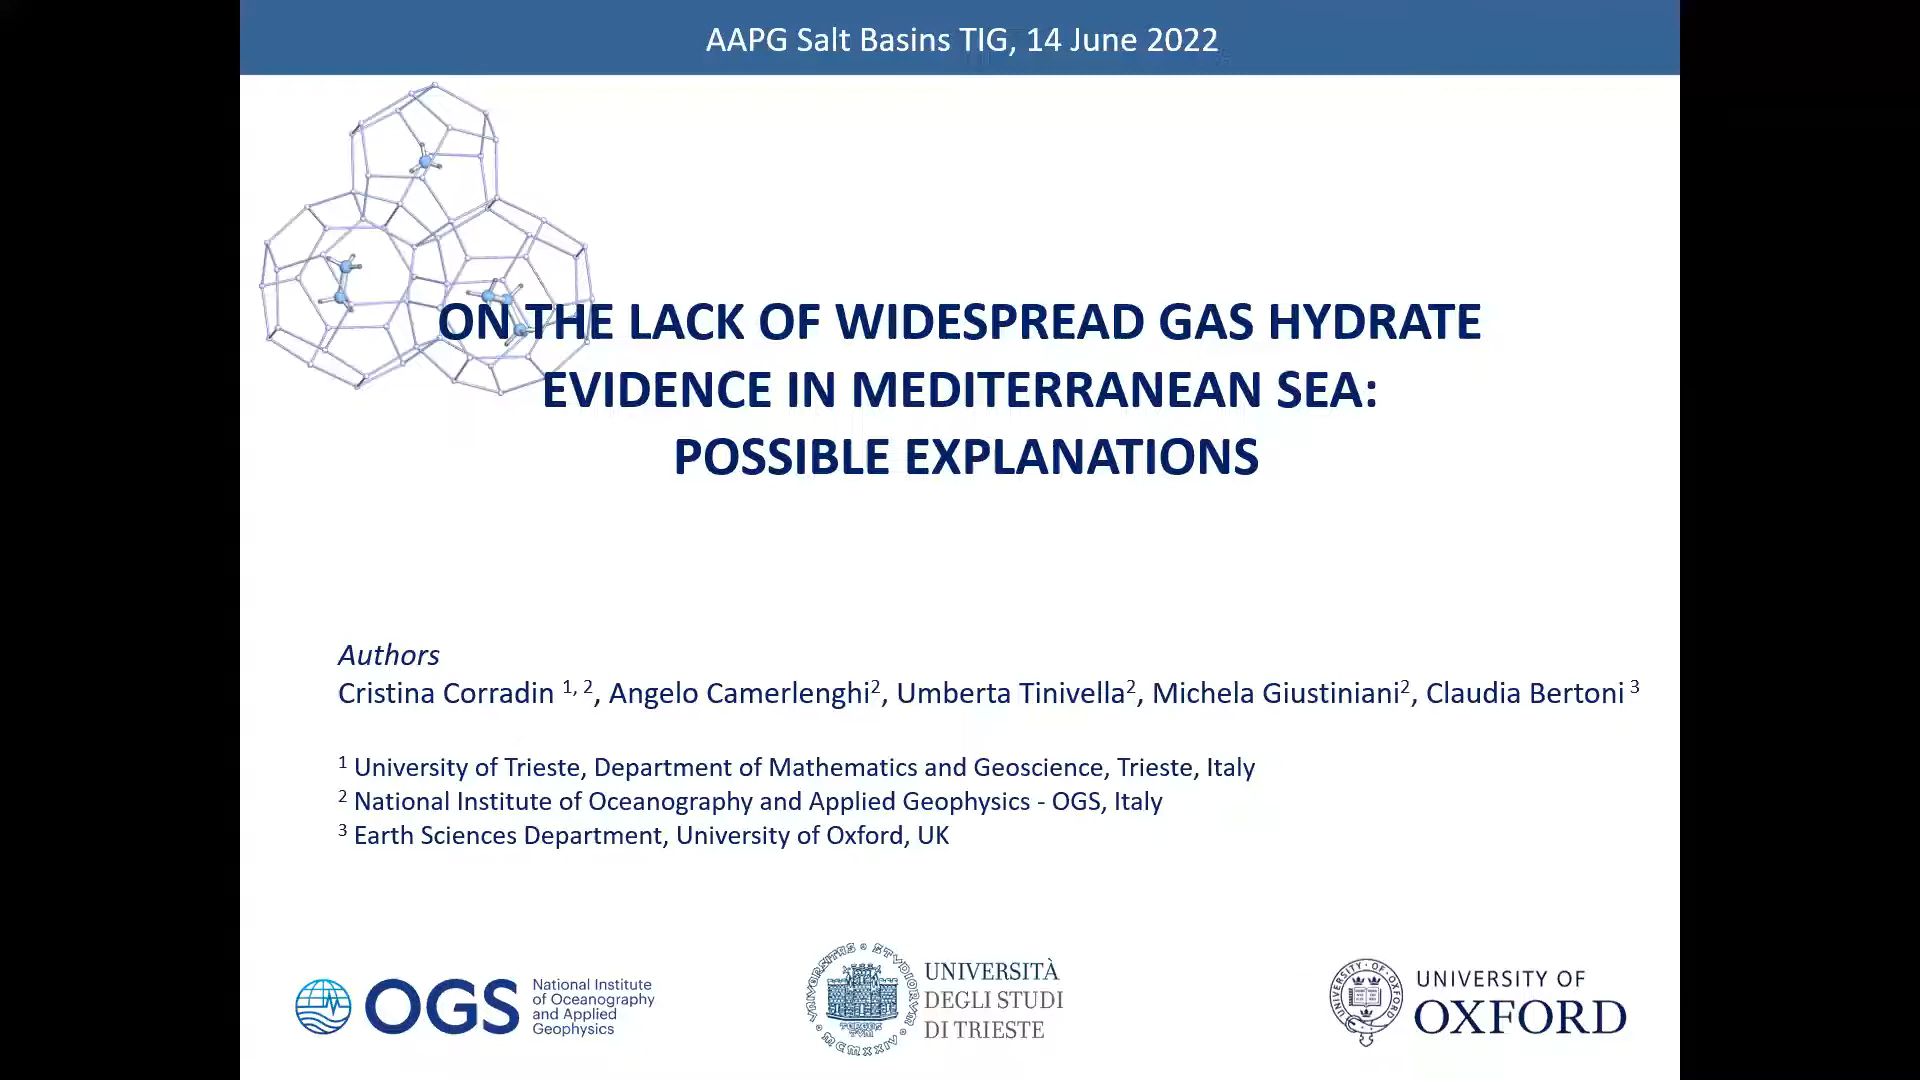 AAPG Salt Basins TIG, 14 June 2022
ON THE LACK OF WIDESPREAD GAS HYDRATE
EVIDENCE IN MEDITERRANEAN SEA:
POSSIBLE EXPLANATIONS
Authors
Cristina Corradin 1, 2, Angelo Camerlenghi2, Umberta Tinivella2, Michela Giustiniani2, Claudia Bertoni 3
1 University of Trieste, Department of Mathematics and Geoscience, Trieste, Italy
2 National Institute of Oceanography and Applied Geophysics - OGS, Italy
3 Earth Sciences Department, University of Oxford, UK
OGS
National Institute
of Oceanography
and Applied
Geophysics
UNIVERSITÀ
DEGLI STUDI
DI TRIESTE
UNIVERSITY OF
OXFORD